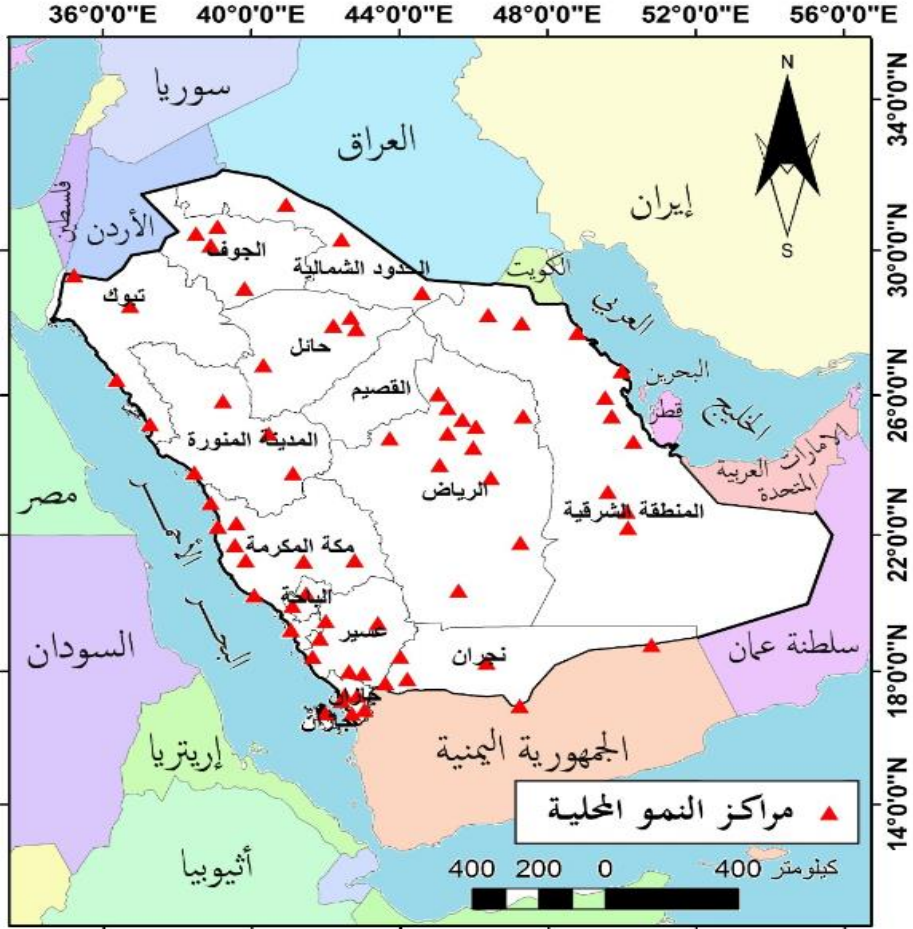 36°0'0"E 40°0'0"E 44°0'0"E 48°0'0"E 52°0'0"E 56°0'0"E
34°0'0"N
30°0'0"N
26°0'0"N
22°0'0"N
18°0'0"N
14°0'0"N
N
S
سوريا
العراق
إيران
فلسطين
الأردن
الكويت
الجوف
الحدود الشمالية
تبوك
حائل
القصيم
المدينة المنورة
الرياض
المنطقة الشرقية
مكة المكرمة
الباحة
عسير
نجران
جازان
جازان
الخليج العربي
البحرين
قطر
الامارات العربية
المتحدة
سلطنة عمان
مصر
البحر الأحمر
السودان
إريتريا
أثيوبيا
الجمهورية اليمنية
مراكز النمو المحلية
400 200 0 400 كيلومتر